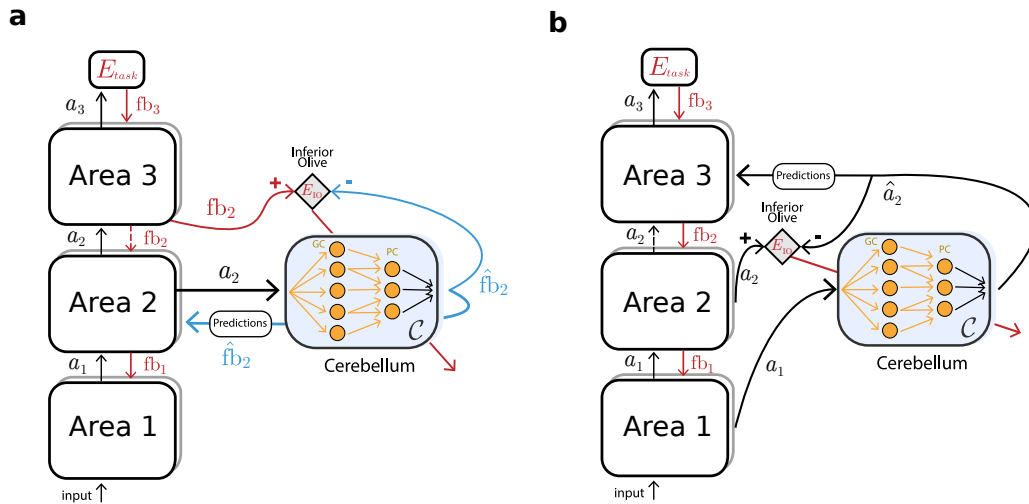 a
E_task
a_3
fb_3
Area 3
Inferior
Olive
+
-
E_IO
fb_2
a_2
fb_2
GC
PC
Area 2
a_2
Predictions
f̂b_2
f̂b_2
C
Cerebellum
a_1
fb_1
Area 1
input
b
E_task
a_3
fb_3
Area 3
Predictions
â_2
Inferior
Olive
+
-
E_IO
a_2
fb_2
GC
PC
Area 2
a_2
C
Cerebellum
a_1
fb_1
a_1
Area 1
input